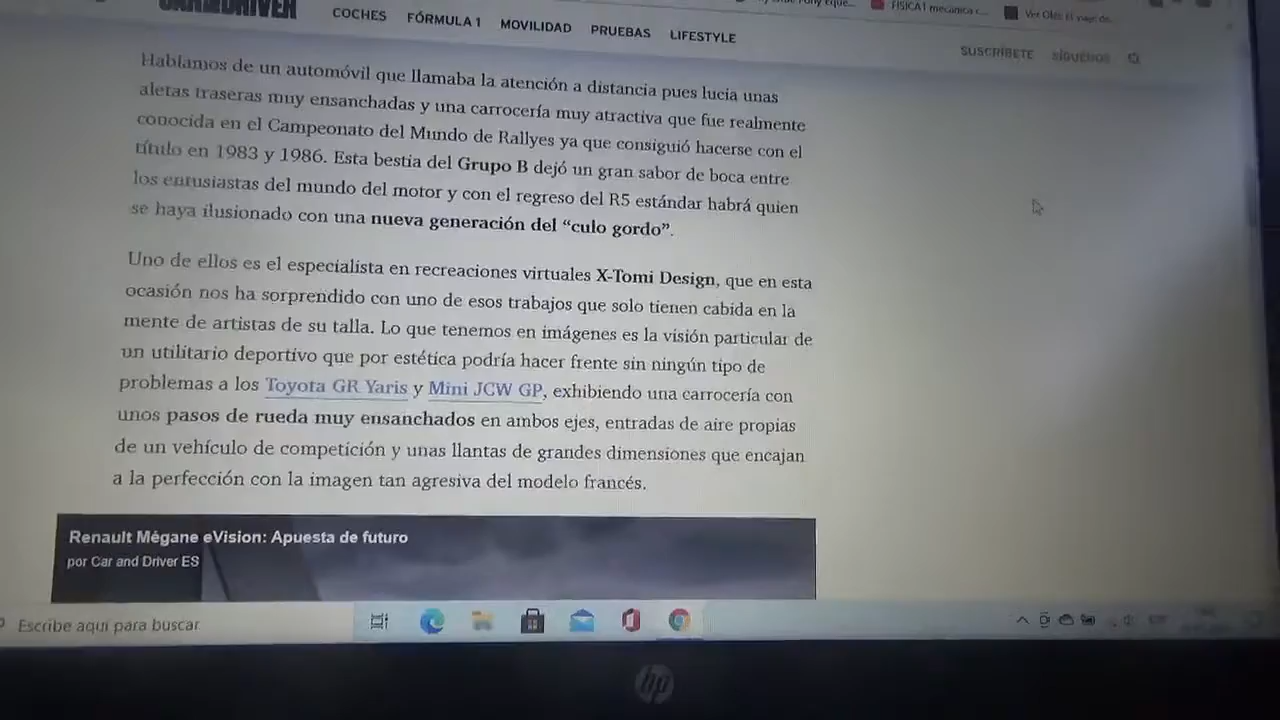 CAR and DRIVER
COCHES FÓRMULA 1 MOVILIDAD PRUEBAS LIFESTYLE
FISICA I mecanica c...
SUSCRÍBETE SÍGUENOS
Hablamos de un automóvil que llamaba la atención a distancia pues lucia unas
aletas traseras muy ensanchadas y una carrocería muy atractiva que fue realmente
conocida en el Campeonato del Mundo de Rallyes ya que consiguió hacerse con el
título en 1983 y 1986. Esta bestia del Grupo B dejó un gran sabor de boca entre
los entusiastas del mundo del motor y con el regreso del R5 estándar habrá quien
se haya ilusionado con una nueva generación del “culo gordo”.
Uno de ellos es el especialista en recreaciones virtuales X-Tomi Design, que en esta
ocasión nos ha sorprendido con uno de esos trabajos que solo tienen cabida en la
mente de artistas de su talla. Lo que tenemos en imágenes es la visión particular de
un utilitario deportivo que por estética podría hacer frente sin ningún tipo de
problemas a los Toyota GR Yaris y Mini JCW GP, exhibiendo una carrocería con
unos pasos de rueda muy ensanchados en ambos ejes, entradas de aire propias
de un vehículo de competición y unas llantas de grandes dimensiones que encajan
a la perfección con la imagen tan agresiva del modelo francés.
Renault Mégane eVision: Apuesta de futuro
por Car and Driver ES
Escribe aquí para buscar
hp